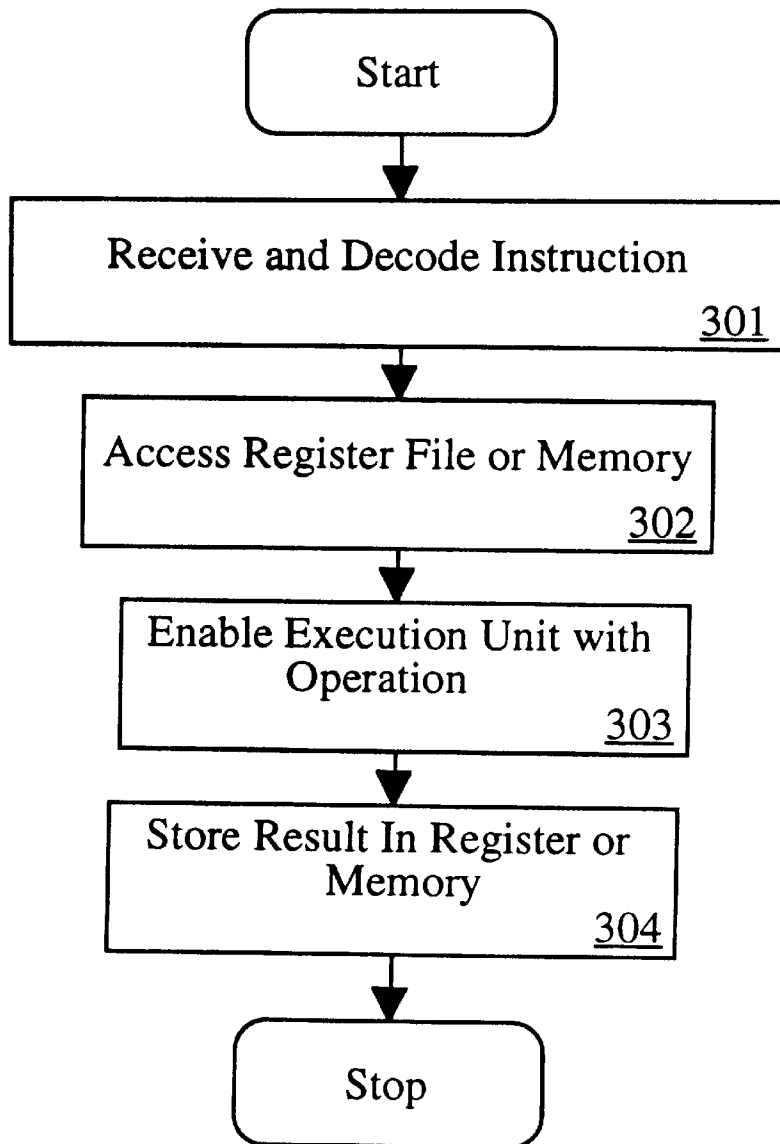 Start
Receive and Decode Instruction
301
Access Register File or Memory
302
Enable Execution Unit with
Operation
303
Store Result In Register or
Memory
304
Stop